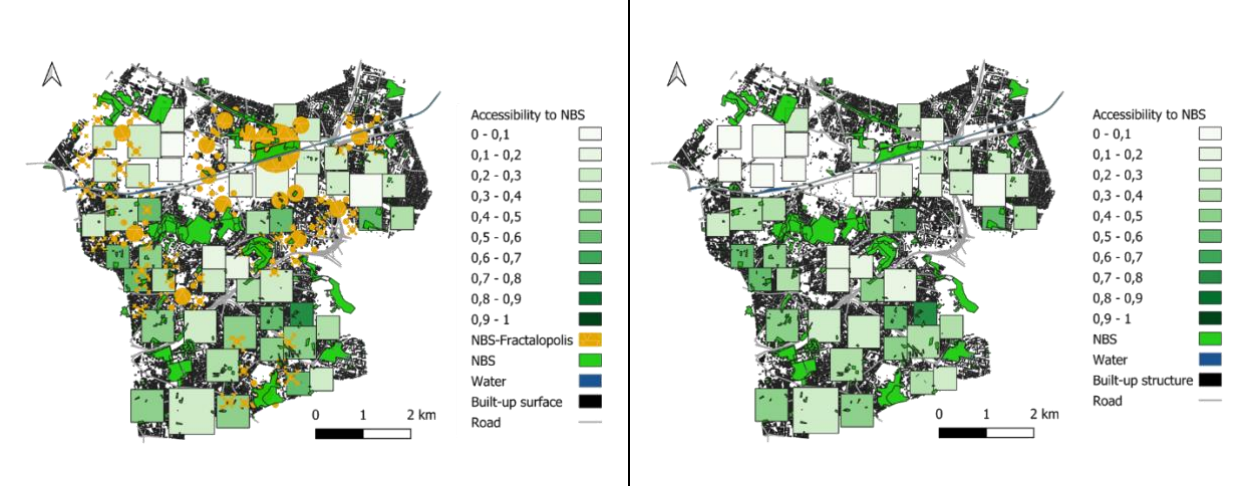 Accessibility to NBS
0 - 0,1
0,1 - 0,2
0,2 - 0,3
0,3 - 0,4
0,4 - 0,5
0,5 - 0,6
0,6 - 0,7
0,7 - 0,8
0,8 - 0,9
0,9 - 1
NBS-Fractalopolis
NBS
Water
Built-up surface
Road
0 1 2 km
Accessibility to NBS
0 - 0,1
0,1 - 0,2
0,2 - 0,3
0,3 - 0,4
0,4 - 0,5
0,5 - 0,6
0,6 - 0,7
0,7 - 0,8
0,8 - 0,9
0,9 - 1
NBS
Water
Built-up structure
Road
0 1 2 km